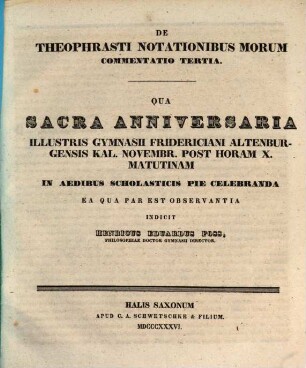 DE
THEOPHRASTI NOTATIONIBUS MORUM
COMMENTATIO TERTIA.
QUA
SACRA ANNIVERSARIA
ILLUSTRIS GYMNASII FRIDERICIANI ALTENBUR-
GENSIS KAL. NOVEMBR. POST HORAM X.
MATUTINAM
IN AEDIBUS SCHOLASTICIS PIE CELEBRANDA
EA QUA PAR EST OBSERVANTIA
INDICIT
HENRICUS EDUARDUS FOSS,
PHILOSOPHIAE DOCTOR GYMNASII DIRECTOR.
HALIS SAXONUM
APUD C. A. SCHWETSCHKE & FILIUM.
MDCCCXXXVI.